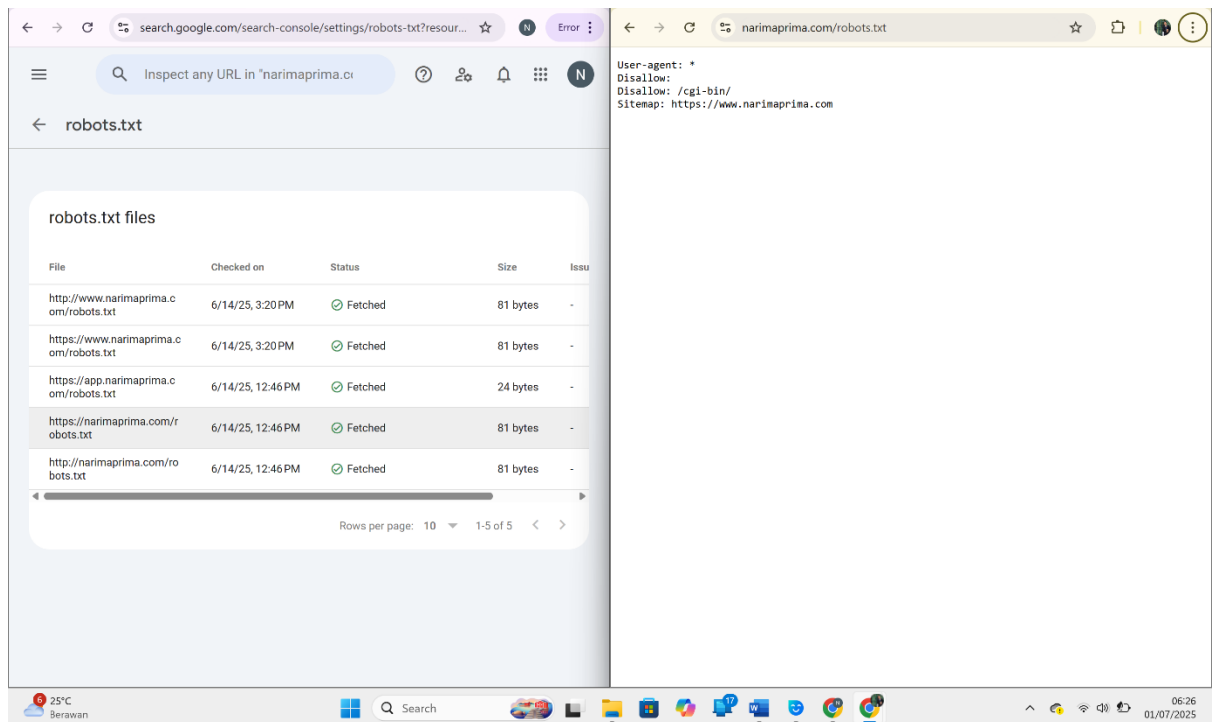 search.google.com/search-console/settings/robots-txt?resour...
N
Error
Inspect any URL in "narimaprima.cc
N
robots.txt
robots.txt files
File Checked on Status Size Issu
http://www.narimaprima.c
om/robots.txt
6/14/25, 3:20 PM Fetched 81 bytes -
https://www.narimaprima.c
om/robots.txt
6/14/25, 3:20 PM Fetched 81 bytes -
https://app.narimaprima.c
om/robots.txt
6/14/25, 12:46 PM Fetched 24 bytes -
https://narimaprima.com/r
obots.txt
6/14/25, 12:46 PM Fetched 81 bytes -
http://narimaprima.com/ro
bots.txt
6/14/25, 12:46 PM Fetched 81 bytes -
Rows per page: 10 1-5 of 5
narimaprima.com/robots.txt
User-agent: *
Disallow:
Disallow: /cgi-bin/
Sitemap: https://www.narimaprima.com
6
25°C
Berawan
Search
17
06:26
01/07/2025